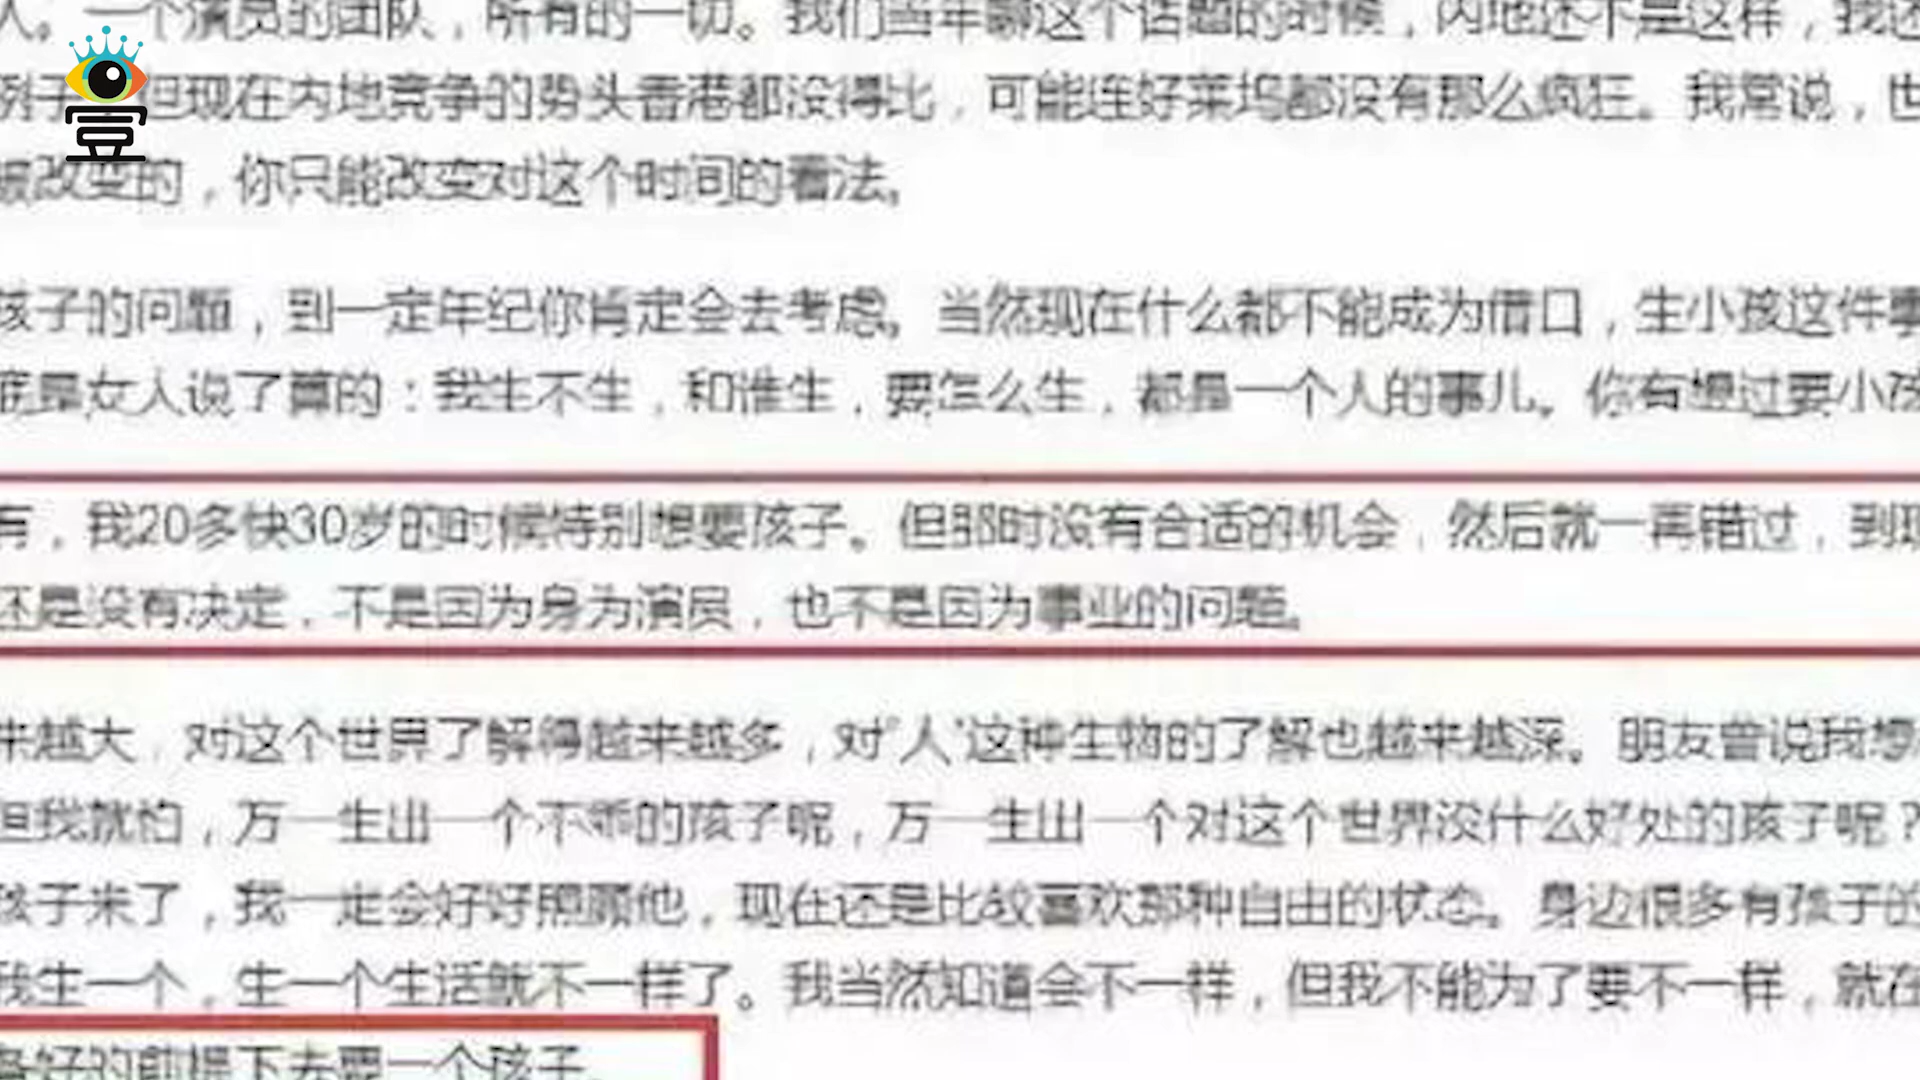 人。一个演员的团队，所有的一切。我们当年聊这个话题的时候，内地还不是这样，我还
壹
例子，但现在内地竞争的势头香港都没得比，可能连好莱坞都没有那么疯狂。我常说，也
被改变的，你只能改变对这个时间的看法。
孩子的问题，到一定年纪你肯定会去考虑。当然现在什么都不能成为借口，生小孩这件事
底是女人说了算的：我生不生，和谁生，要怎么生，都是一个人的事儿。你有想过要小孩
有，我20多快30岁的时候特别想要孩子。但那时没有合适的机会，然后就一再错过，到现
还是没有决定，不是因为身为演员，也不是因为事业的问题。
来越大，对这个世界了解得越来越多，对“人”这种生物的了解也越来越深。朋友曾说我想
但我就怕，万一生出一个不乖的孩子呢，万一生出一个对这个世界没什么好处的孩子呢？
孩子来了，我一定会好好照顾他，现在还是比较喜欢那种自由的状态。身边很多有孩子的
我生一个，生一个生活就不一样了。我当然知道会不一样，但我不能为了要不一样，就在
备好的前提下去要一个孩子。